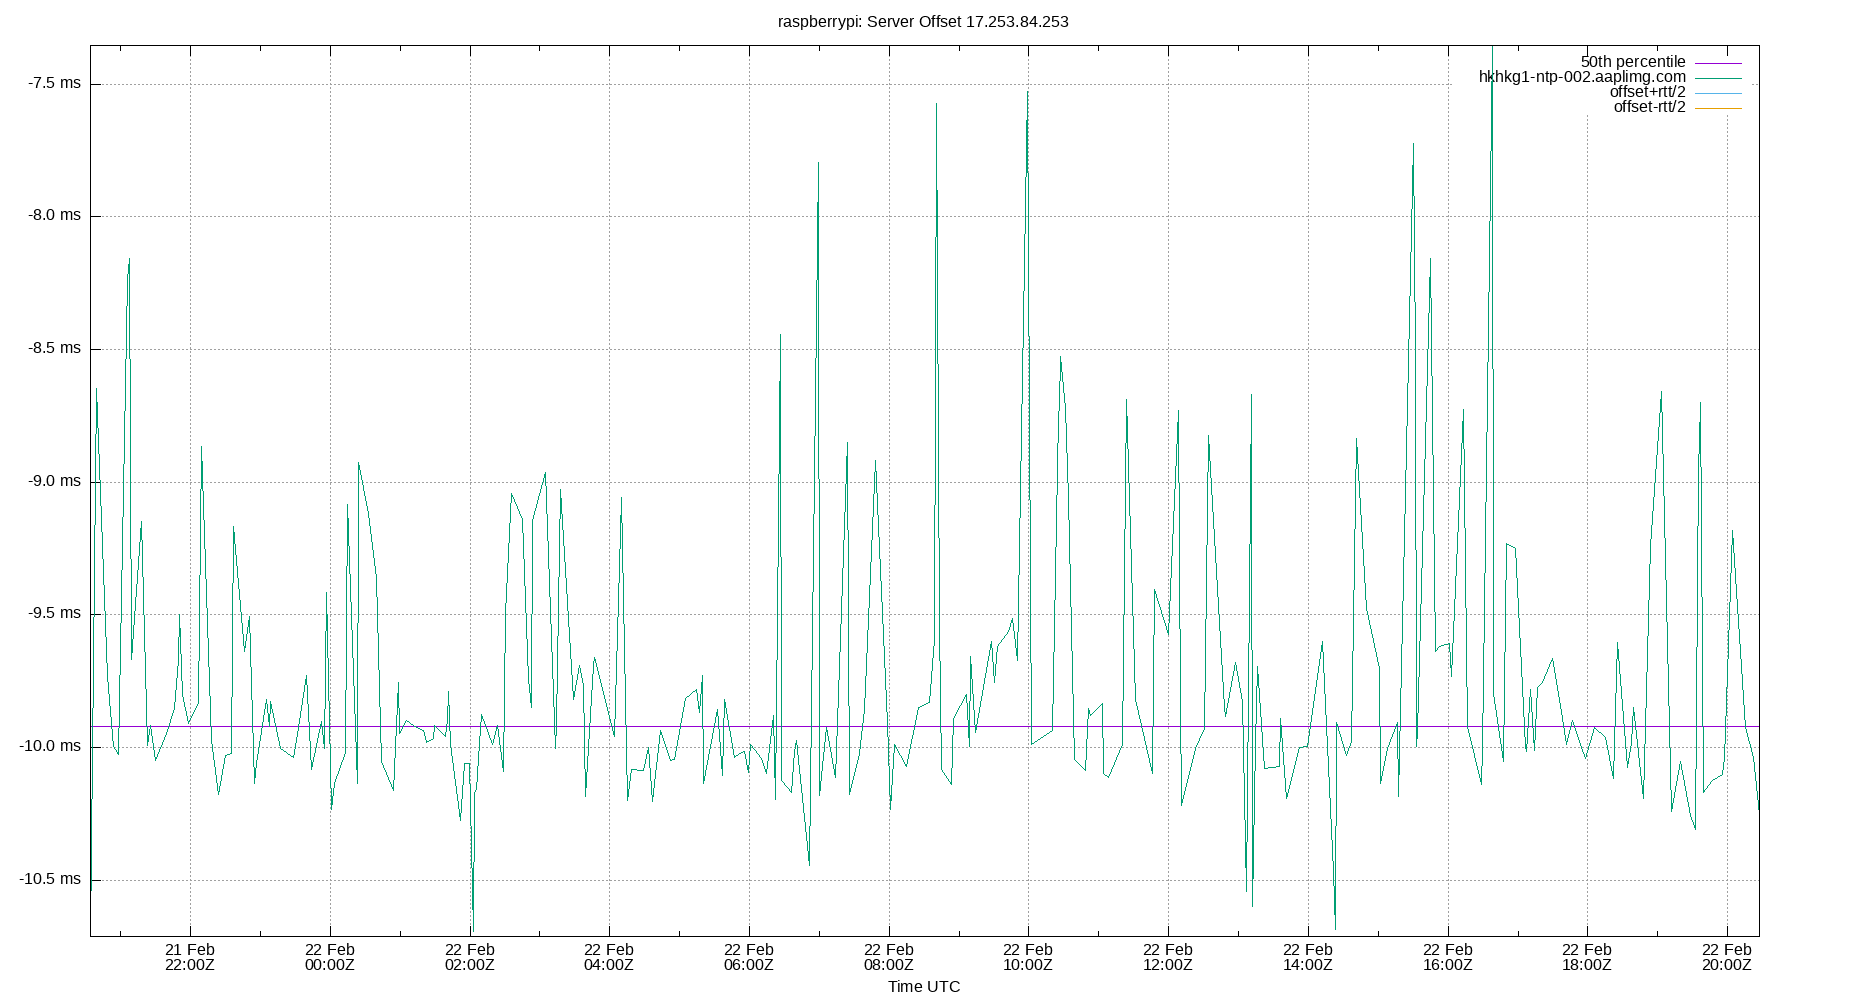 raspberrypi: Server Offset 17.253.84.253
50th percentile
hkhkg1-ntp-002.aaplimg.com
offset+rtt/2
offset-rtt/2
-7.5 ms
-8.0 ms
-8.5 ms
-9.0 ms
-9.5 ms
-10.0 ms
-10.5 ms
21 Feb 22 Feb 22 Feb 22 Feb 22 Feb 22 Feb 22 Feb 22 Feb 22 Feb 22 Feb 22 Feb 22 Feb
22:00Z 00:00Z 02:00Z 04:00Z 06:00Z 08:00Z 10:00Z 12:00Z 14:00Z 16:00Z 18:00Z 20:00Z
Time UTC